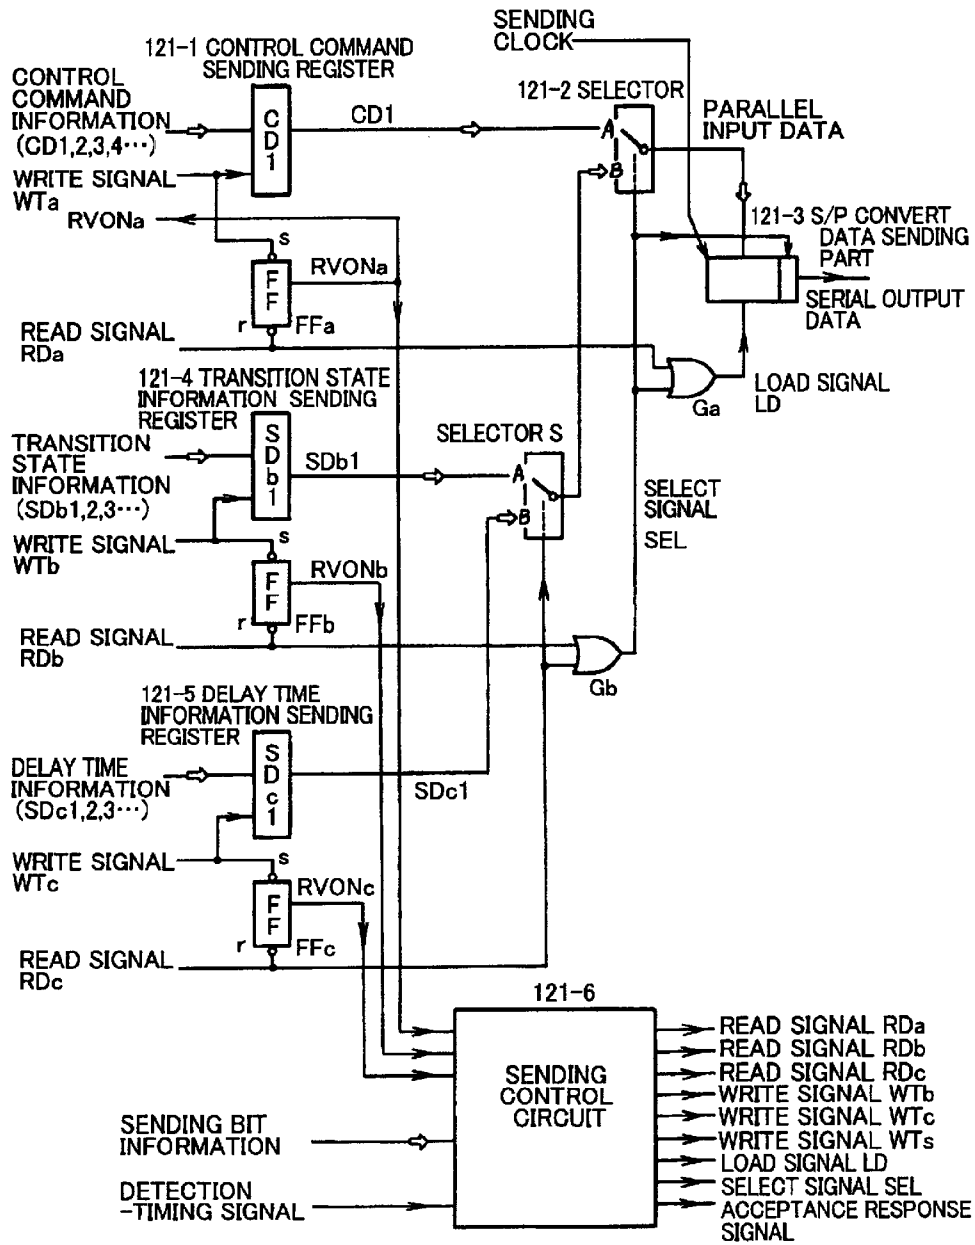 SENDING
CLOCK
121-1 CONTROL COMMAND
SENDING REGISTER
CONTROL
COMMAND
INFORMATION
(CD1,2,3,4···)
CD1
CD1
121-2 SELECTOR
A
B
PARALLEL
INPUT DATA
WRITE SIGNAL
WTa
RVONa
s
FF
RVONa
r
FFa
READ SIGNAL
RDa
121-3 S/P CONVERT
DATA SENDING
PART
SERIAL OUTPUT
DATA
Ga
LOAD SIGNAL
LD
121-4 TRANSITION STATE
INFORMATION SENDING
REGISTER
TRANSITION
STATE
INFORMATION
(SDb1,2,3···)
SDb1
SDb1
SELECTOR S
A
B
SELECT
SIGNAL
SEL
WRITE SIGNAL
WTb
s
FF
RVONb
r
FFb
READ SIGNAL
RDb
Gb
121-5 DELAY TIME
INFORMATION SENDING
REGISTER
DELAY TIME
INFORMATION
(SDc1,2,3···)
SDc1
SDc1
WRITE SIGNAL
WTc
s
FF
RVONc
r
FFc
READ SIGNAL
RDc
121-6
SENDING
CONTROL
CIRCUIT
SENDING BIT
INFORMATION
DETECTION
-TIMING SIGNAL
READ SIGNAL RDa
READ SIGNAL RDb
READ SIGNAL RDc
WRITE SIGNAL WTb
WRITE SIGNAL WTc
WRITE SIGNAL WTs
LOAD SIGNAL LD
SELECT SIGNAL SEL
ACCEPTANCE RESPONSE
SIGNAL